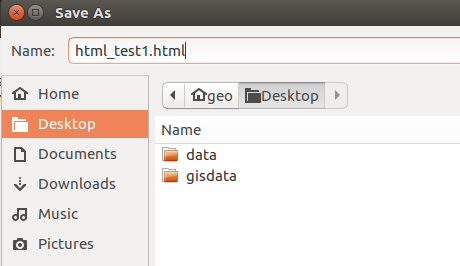 Save As
Name: html_test1.html
Home
Desktop
Documents
Downloads
Music
Pictures
geo Desktop
Name
data
gisdata